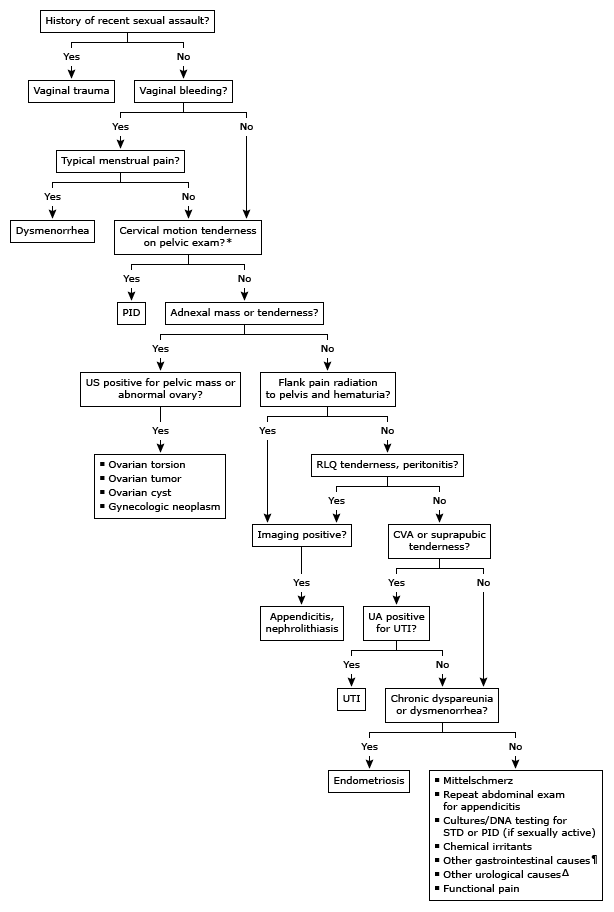 History of recent sexual assault?
Yes
No
Vaginal trauma
Vaginal bleeding?
Yes
No
Typical menstrual pain?
Yes
No
Dysmenorrhea
Cervical motion tenderness
on pelvic exam?*
Yes
No
PID
Adnexal mass or tenderness?
Yes
No
US positive for pelvic mass or
abnormal ovary?
Flank pain radiation
to pelvis and hematuria?
Yes
Yes
No
▪ Ovarian torsion
▪ Ovarian tumor
▪ Ovarian cyst
▪ Gynecologic neoplasm
RLQ tenderness, peritonitis?
Yes
No
Imaging positive?
CVA or suprapubic
tenderness?
Yes
Yes
No
Appendicitis,
nephrolithiasis
UA positive
for UTI?
Yes
No
UTI
Chronic dyspareunia
or dysmenorrhea?
Yes
No
Endometriosis
▪ Mittelschmerz
▪ Repeat abdominal exam
for appendicitis
▪ Cultures/DNA testing for
STD or PID (if sexually active)
▪ Chemical irritants
▪ Other gastrointestinal causes¶
▪ Other urological causesΔ
▪ Functional pain